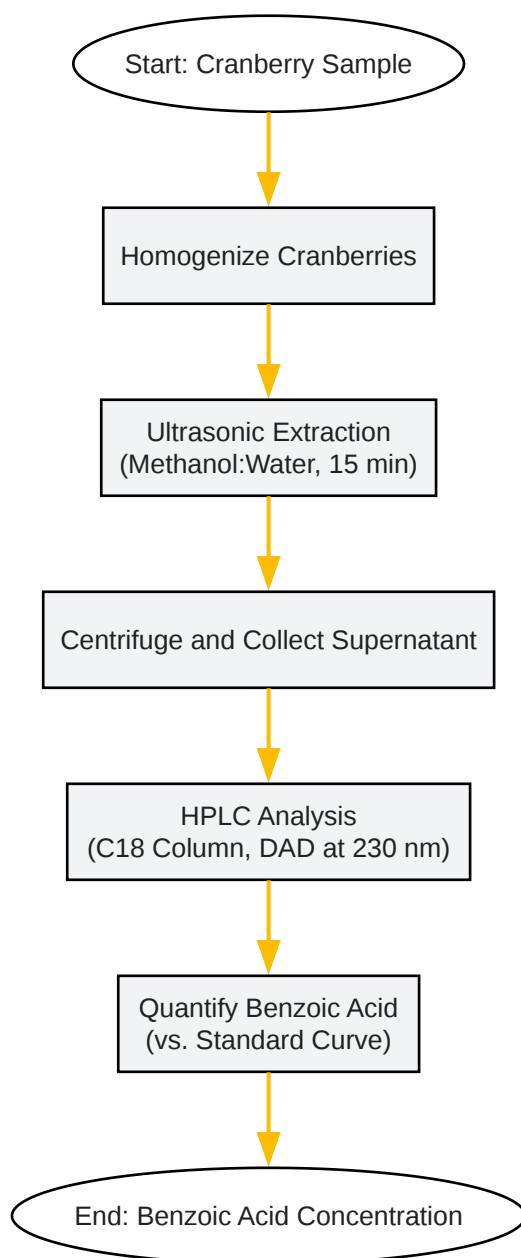 Start: Cranberry Sample
Homogenize Cranberries
Ultrasonic Extraction
(Methanol:Water, 15 min)
Centrifuge and Collect Supernatant
HPLC Analysis
(C18 Column, DAD at 230 nm)
Quantify Benzoic Acid
(vs. Standard Curve)
End: Benzoic Acid Concentration